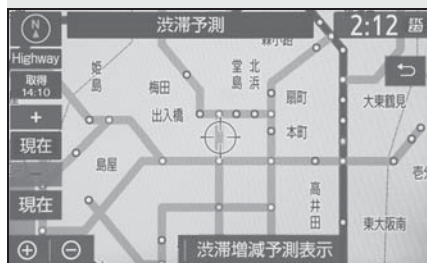 渋滞予測
2:12
N
Highway
取得
14:10
+
現在
現在
姫島
梅田
堂島
北浜
出入橋
扇町
本町
大東鶴見
島屋
高井田
東大阪南
渋滞増減予測表示